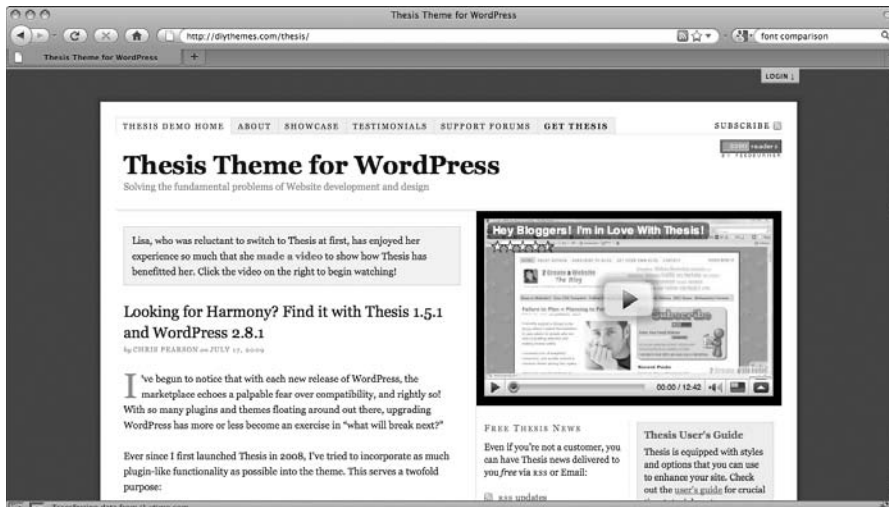 Thesis Theme for WordPress
http://diythemes.com/thesis/
font comparison
Thesis Theme for WordPress
+
LOGIN ↓
THESIS DEMO HOME ABOUT SHOWCASE TESTIMONIALS SUPPORT FORUMS GET THESIS
SUBSCRIBE
readers
BY FEEDBURNER
Thesis Theme for WordPress
Solving the fundamental problems of Website development and design
Lisa, who was reluctant to switch to Thesis at first, has enjoyed her
experience so much that she made a video to show how Thesis has
benefitted her. Click the video on the right to begin watching!
Looking for Harmony? Find it with Thesis 1.5.1
and WordPress 2.8.1
by CHRIS PEARSON on JULY 17, 2009
I've begun to notice that with each new release of WordPress, the
marketplace echoes a palpable fear over compatibility, and rightly so!
With so many plugins and themes floating around out there, upgrading
WordPress has more or less become an exercise in “what will break next?”
Ever since I first launched Thesis in 2008, I've tried to incorporate as much
plugin-like functionality as possible into the theme. This serves a twofold
purpose:
Hey Bloggers! I'm in Love With Thesis!
The Blog
Subscribe
Recent Posts
00:00 / 12:42
FREE THESIS NEWS
Even if you're not a customer, you
can have Thesis news delivered to
you free via RSS or Email:
RSS updates
Thesis User's Guide
Thesis is equipped with styles
and options that you can use
to enhance your site. Check
out the user's guide for crucial